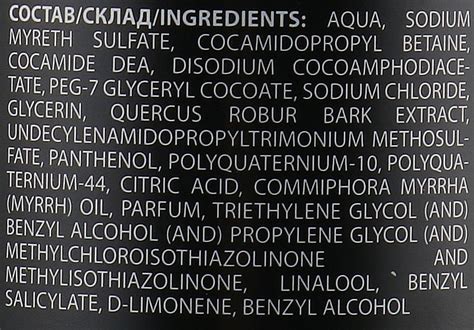 СОСТАВ/СКЛАД/INGREDIENTS: AQUA, SODIUM
MYRETH SULFATE, COCAMIDOPROPYL BETAINE,
COCAMIDE DEA, DISODIUM COCOAMPHODIACE-
TATE, PEG-7 GLYCERYL COCOATE, SODIUM CHLORIDE,
GLYCERIN, QUERCUS ROBUR BARK EXTRACT,
UNDECYLENAMIDOPROPYLTRIMONIUM METHOSUL-
FATE, PANTHENOL, POLYQUATERNIUM-10, POLYQUA-
TERNIUM-44, CITRIC ACID, COMMIPHORA MYRRHA
(MYRRH) OIL, PARFUM, TRIETHYLENE GLYCOL (AND)
BENZYL ALCOHOL (AND) PROPYLENE GLYCOL (AND)
METHYLCHLOROISOTHIAZOLINONE AND
METHYLISOTHIAZOLINONE, LINALOOL, BENZYL
SALICYLATE, D-LIMONENE, BENZYL ALCOHOL